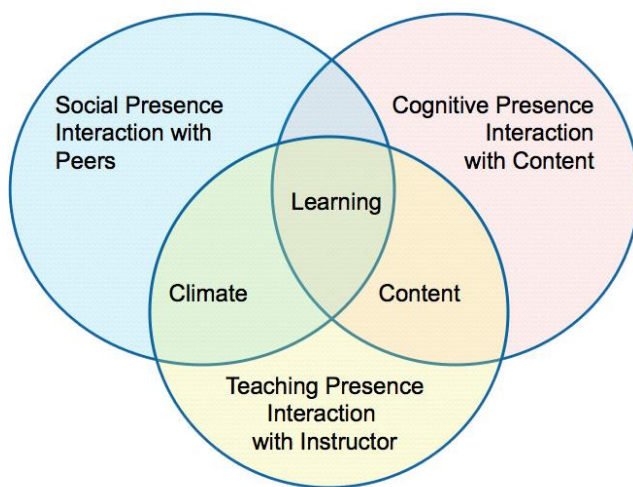 Social Presence
Interaction with
Peers
Cognitive Presence
Interaction
with Content
Learning
Climate
Content
Teaching Presence
Interaction
with Instructor